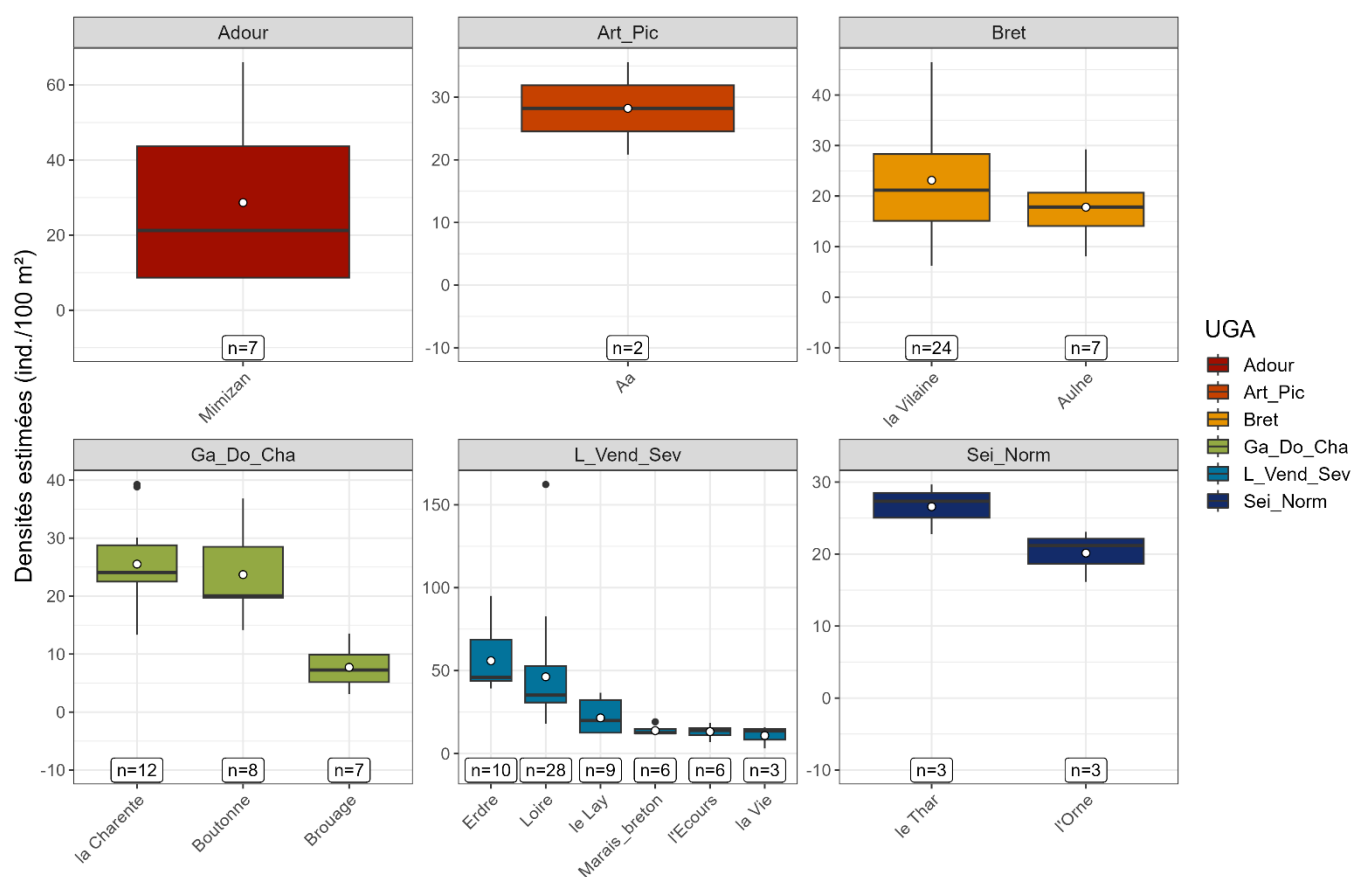 Adour
Art_Pic
Bret
60
40
20
0
30
20
10
0
-10
40
30
20
10
0
-10
n=7
n=2
n=24
n=7
Mimizan
Aa
la Vilaine
Aulne
Densités estimées (ind./100 m²)
Ga_Do_Cha
L_Vend_Sev
Sei_Norm
40
30
20
10
0
-10
150
100
50
0
30
20
10
0
-10
n=12
n=8
n=7
n=10
n=28
n=9
n=6
n=6
n=3
n=3
n=3
la Charente
Boutonne
Brouage
Erdre
Loire
le Lay
Marais_breton
l'Ecours
la Vie
le Thar
l'Orne
UGA
Adour
Art_Pic
Bret
Ga_Do_Cha
L_Vend_Sev
Sei_Norm